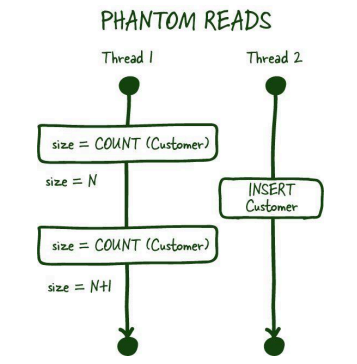 PHANTOM READS
Thread 1
Thread 2
size = COUNT (Customer)
size = N
INSERT
Customer
size = COUNT (Customer)
size = N+1